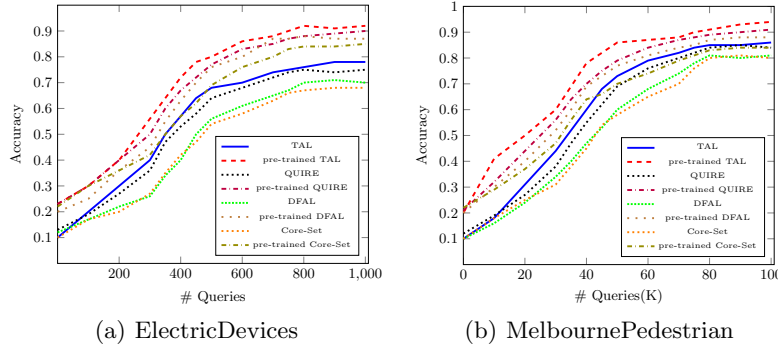 0.9
0.8
0.7
0.6
0.5
0.4
0.3
0.2
0.1
Accuracy
200 400 600 800 1,000
# Queries
TAL
pre-trained TAL
QUIRE
pre-trained QUIRE
DFAL
pre-trained DFAL
Core-Set
pre-trained Core-Set
(a) ElectricDevices
1
0.9
0.8
0.7
0.6
0.5
0.4
0.3
0.2
0.1
0
Accuracy
0 20 40 60 80 100
# Queries(K)
TAL
pre-trained TAL
QUIRE
pre-trained QUIRE
DFAL
pre-trained DFAL
Core-Set
pre-trained Core-Set
(b) MelbournePedestrian